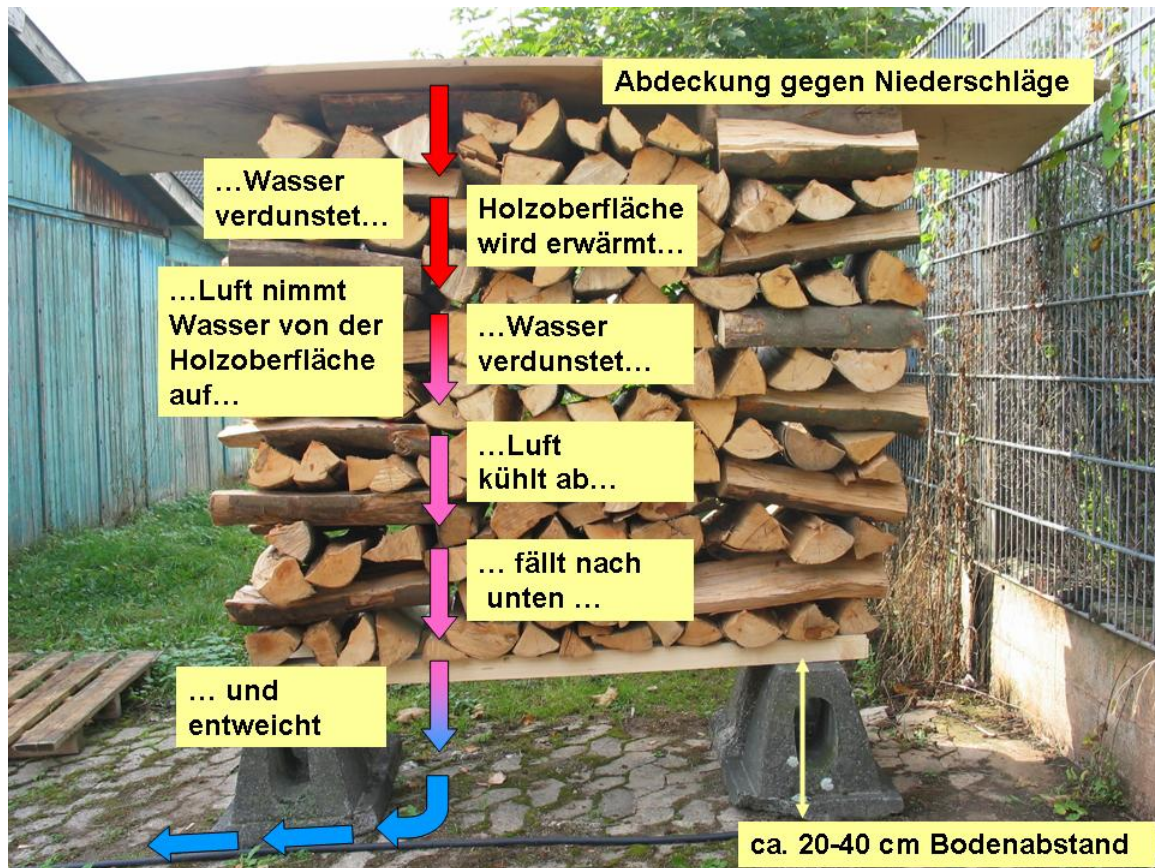 Abdeckung gegen Niederschläge
…Wasser
verdunstet…
Holzoberfläche
wird erwärmt…
…Luft nimmt
Wasser von der
Holzoberfläche
auf…
…Wasser
verdunstet…
…Luft
kühlt ab…
… fällt nach
unten …
… und
entweicht
ca. 20-40 cm Bodenabstand